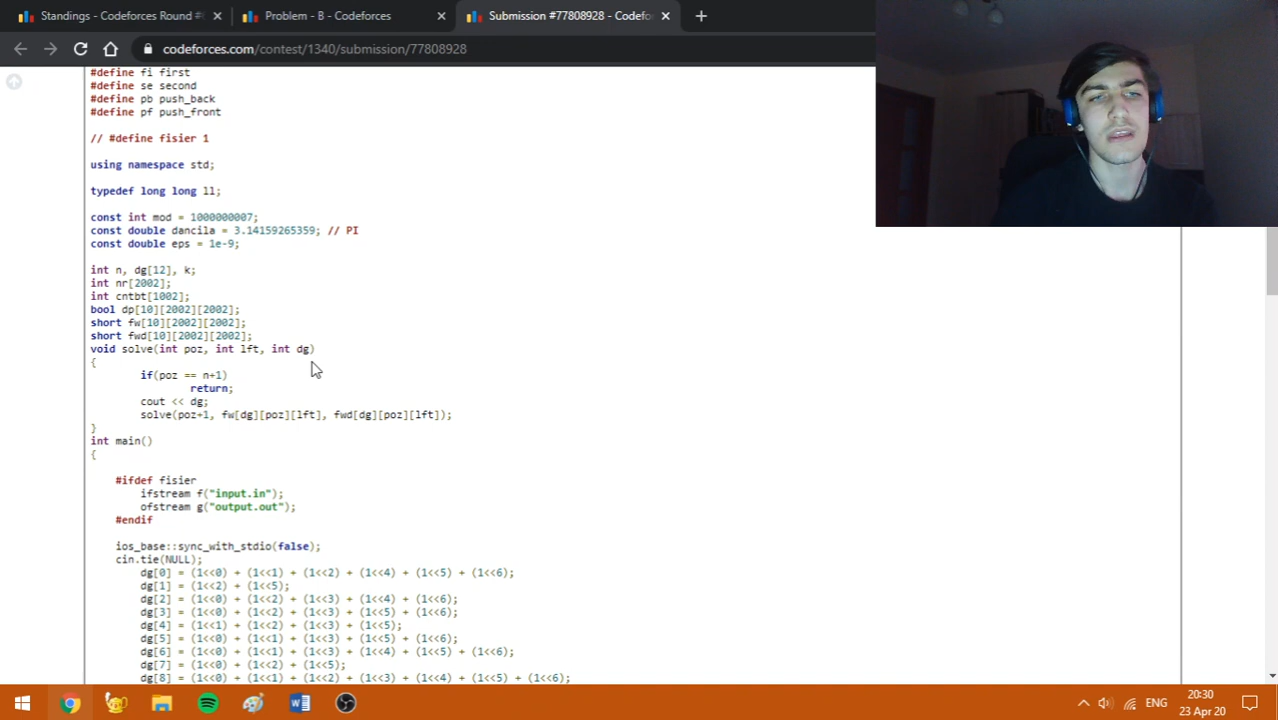 Standings - Codeforces Round #
Problem - B - Codeforces
Submission #77808928 - Codefo
codeforces.com/contest/1340/submission/77808928
#define fi first
#define se second
#define pb push_back
#define pf push_front
// #define fisier 1
using namespace std;
typedef long long ll;
const int mod = 1000000007;
const double dancila = 3.14159265359; // PI
const double eps = 1e-9;
int n, dg[12], k;
int nr[2002];
int cntbt[1002];
bool dp[10][2002][2002];
short fw[10][2002][2002];
short fwd[10][2002][2002];
void solve(int poz, int lft, int dg)
{
if(poz == n+1)
return;
cout << dg;
solve(poz+1, fw[dg][poz][lft], fwd[dg][poz][lft]);
}
int main()
{
#ifdef fisier
ifstream f("input.in");
ofstream g("output.out");
#endif
ios_base::sync_with_stdio(false);
cin.tie(NULL);
dg[0] = (1<<0) + (1<<1) + (1<<2) + (1<<4) + (1<<5) + (1<<6);
dg[1] = (1<<2) + (1<<5);
dg[2] = (1<<0) + (1<<2) + (1<<3) + (1<<4) + (1<<6);
dg[3] = (1<<0) + (1<<2) + (1<<3) + (1<<5) + (1<<6);
dg[4] = (1<<1) + (1<<2) + (1<<3) + (1<<5);
dg[5] = (1<<0) + (1<<1) + (1<<3) + (1<<5) + (1<<6);
dg[6] = (1<<0) + (1<<1) + (1<<3) + (1<<4) + (1<<5) + (1<<6);
dg[7] = (1<<0) + (1<<2) + (1<<5);
dg[8] = (1<<0) + (1<<1) + (1<<2) + (1<<3) + (1<<4) + (1<<5) + (1<<6);
ENG
20:30
23 Apr 20